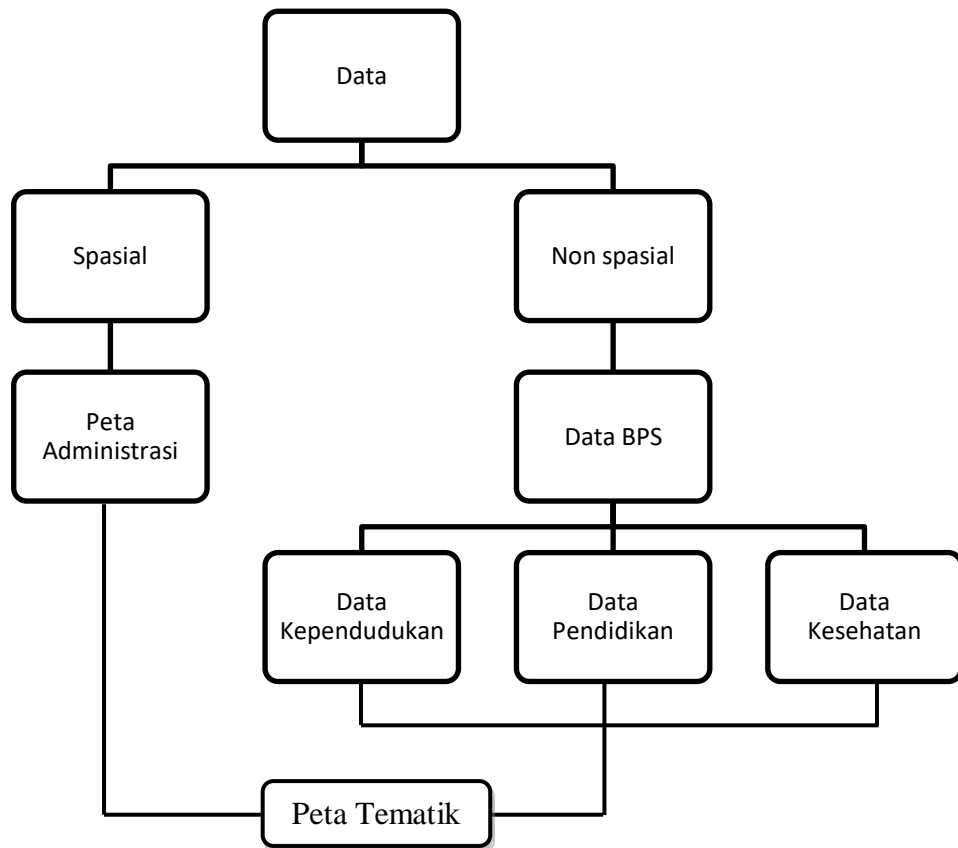 Data
Spasial
Non spasial
Peta
Administrasi
Data BPS
Data
Kependudukan
Data
Pendidikan
Data
Kesehatan
Peta Tematik